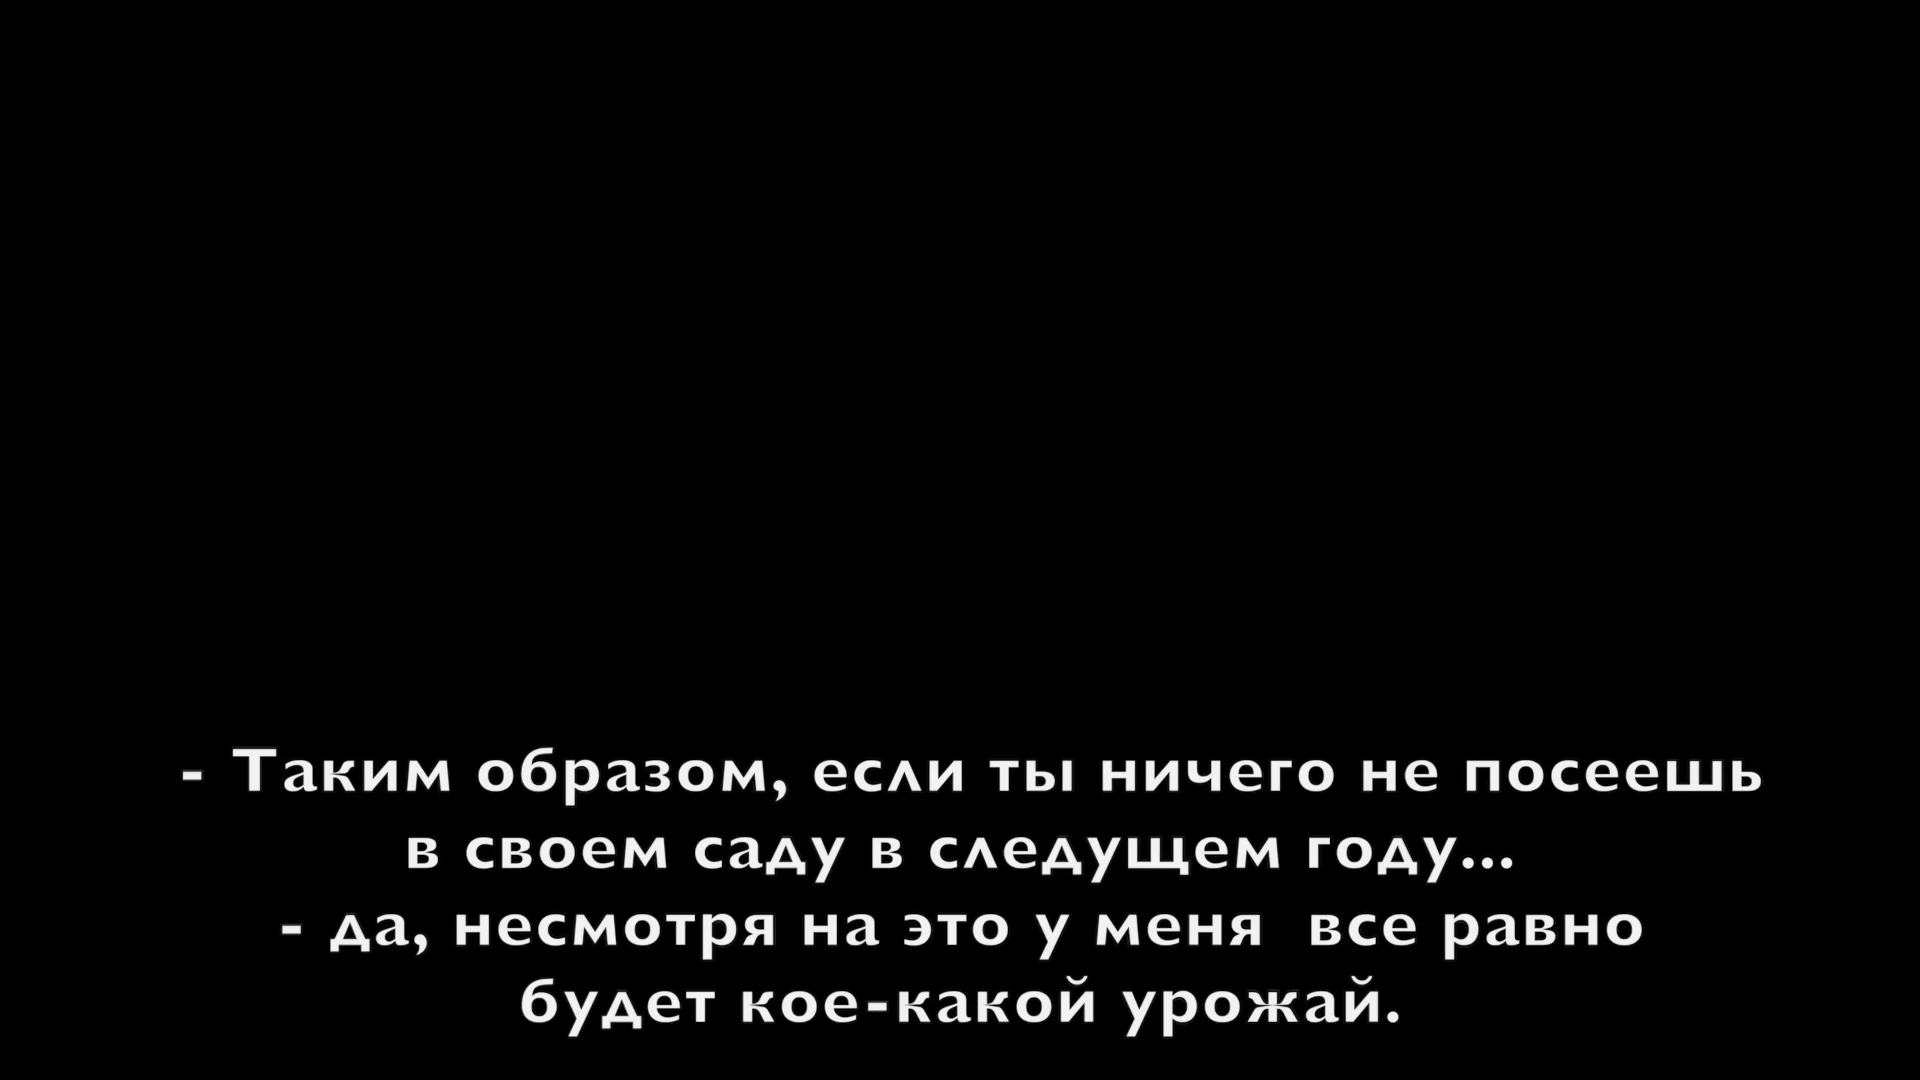 - Таким образом, если ты ничего не посеешь
в своем саду в следущем году...
- да, несмотря на это у меня  все равно
будет кое-какой урожай.